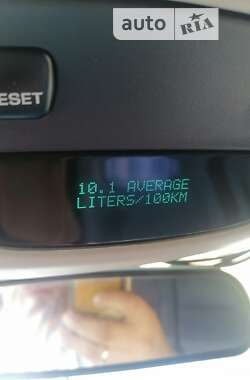 auto RIA
ESET
10.1 AVERAGE
LITERS/100KM